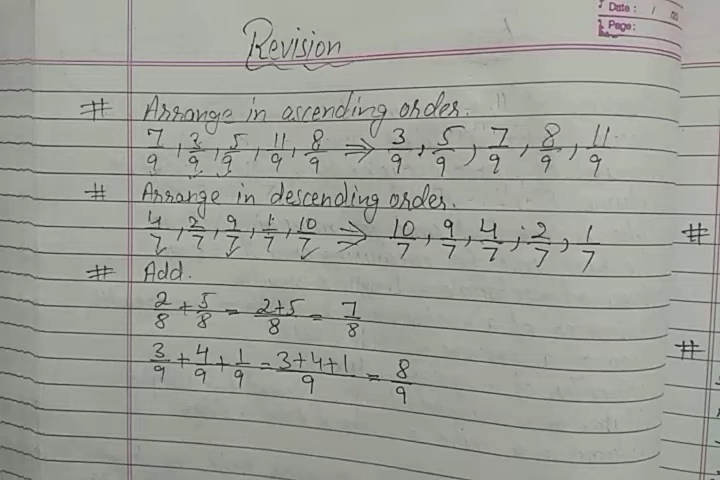 Date :
Page:
Revision
# Arrange in ascending order.
7/9, 3/9, 5/9, 11/9, 8/9 ⇒ 3/9, 5/9, 7/9, 8/9, 11/9
# Arrange in descending order.
4/7, 2/7, 9/7, 1/7, 10/7 ⇒ 10/7, 9/7, 4/7, 2/7, 1/7
#
# Add.
2/8 + 5/8 = 2+5/8 = 7/8
#
3/9 + 4/9 + 1/9 = 3+4+1/9 = 8/9